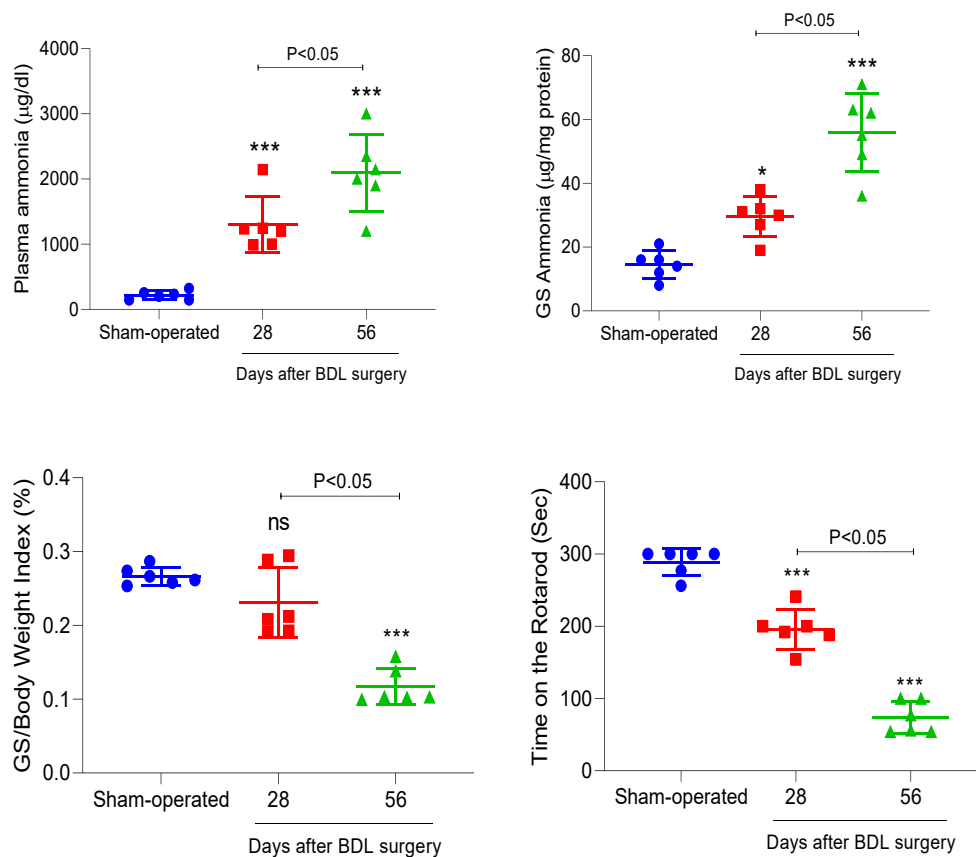 Plasma ammonia (µg/dl)
4000
3000
2000
1000
0
P<0.05
***
***
Sham-operated
28
56
Days after BDL surgery
GS Ammonia (µg/mg protein)
80
60
40
20
0
P<0.05
*
***
Sham-operated
28
56
Days after BDL surgery
GS/Body Weight Index (%)
0.4
0.3
0.2
0.1
0.0
P<0.05
ns
***
Sham-operated
28
56
Days after BDL surgery
Time on the Rotarod (Sec)
400
300
200
100
0
P<0.05
***
***
Sham-operated
28
56
Days after BDL surgery